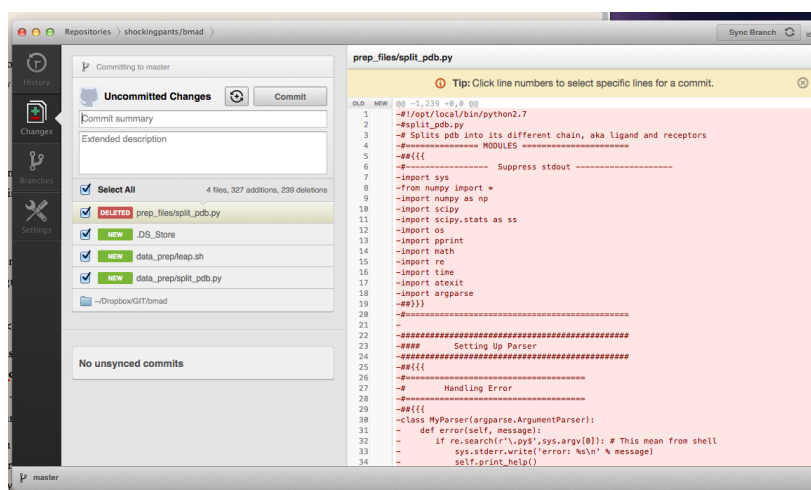 Repositories shockingpants/bmad
Sync Branch
History
Changes
Branches
Settings
Committing to master
Uncommitted Changes
Commit
Commit summary
Extended description
Select All 4 files, 327 additions, 239 deletions
DELETED prep_files/split_pdb.py
NEW .DS_Store
NEW data_prep/leap.sh
NEW data_prep/split_pdb.py
~/Dropbox/GIT/bmad
No unsynced commits
master
prep_files/split_pdb.py
Tip: Click line numbers to select specific lines for a commit.
OLD NEW @@ -1,239 +0,0 @@
1 -#!/opt/local/bin/python2.7
2 -#split_pdb.py
3 -# Splits pdb into its different chain, aka ligand and receptors
4 -#=============== MODULES ======================
5 -##{{{
6 -#----------------- Suppress stdout --------------------
7 -import sys
8 -from numpy import *
9 -import numpy as np
10 -import scipy
11 -import scipy.stats as ss
12 -import os
13 -import pprint
14 -import math
15 -import re
16 -import time
17 -import atexit
18 -import argparse
19 -##}}}
20 -#==============================================
21 -
22 -###############################################
23 -#### Setting Up Parser
24 -###############################################
25 -##{{{
26 -#=====================================
27 -# Handling Error
28 -#=====================================
29 -##{{{
30 -class MyParser(argparse.ArgumentParser):
31 - def error(self, message):
32 - if re.search(r'\.py$',sys.argv[0]): # This mean from shell
33 - sys.stderr.write('error: %s\n' % message)
34 - self.print_help()